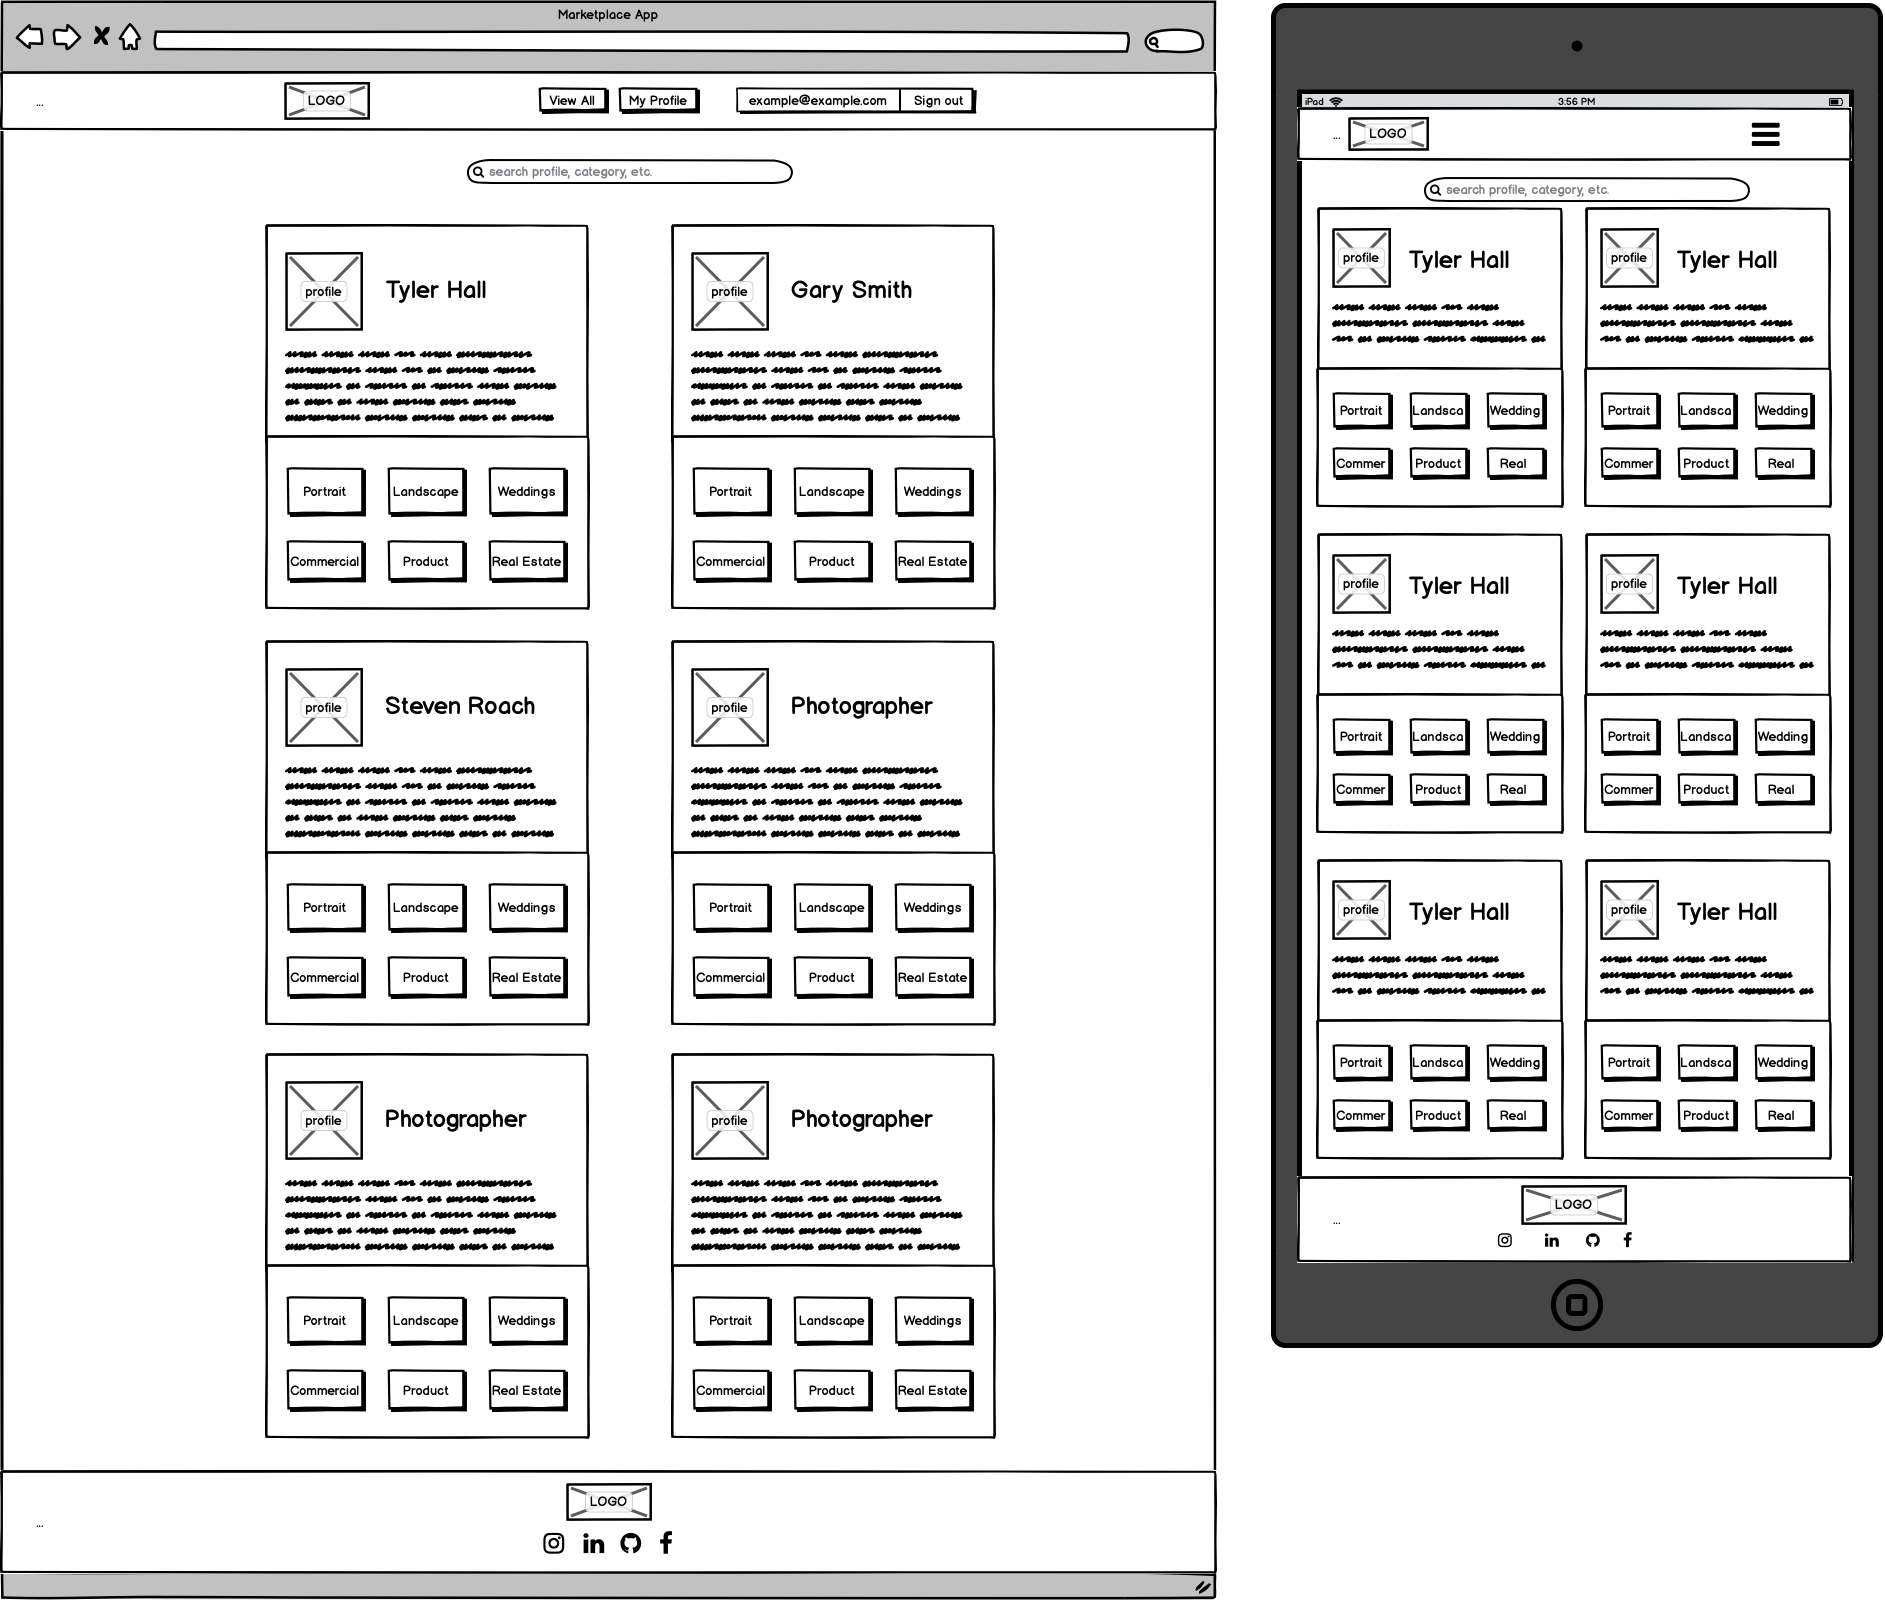 Marketplace App
...
LOGO
View All
My Profile
example@example.com
Sign out
search profile, category, etc.
profile
Tyler Hall
Portrait
Landscape
Weddings
Commercial
Product
Real Estate
profile
Gary Smith
Portrait
Landscape
Weddings
Commercial
Product
Real Estate
profile
Steven Roach
Portrait
Landscape
Weddings
Commercial
Product
Real Estate
profile
Photographer
Portrait
Landscape
Weddings
Commercial
Product
Real Estate
profile
Photographer
Portrait
Landscape
Weddings
Commercial
Product
Real Estate
profile
Photographer
Portrait
Landscape
Weddings
Commercial
Product
Real Estate
...
LOGO
iPad
3:56 PM
...
LOGO
search profile, category, etc.
profile
Tyler Hall
Portrait
Landsca
Wedding
Commer
Product
Real
profile
Tyler Hall
Portrait
Landsca
Wedding
Commer
Product
Real
profile
Tyler Hall
Portrait
Landsca
Wedding
Commer
Product
Real
profile
Tyler Hall
Portrait
Landsca
Wedding
Commer
Product
Real
profile
Tyler Hall
Portrait
Landsca
Wedding
Commer
Product
Real
profile
Tyler Hall
Portrait
Landsca
Wedding
Commer
Product
Real
...
LOGO